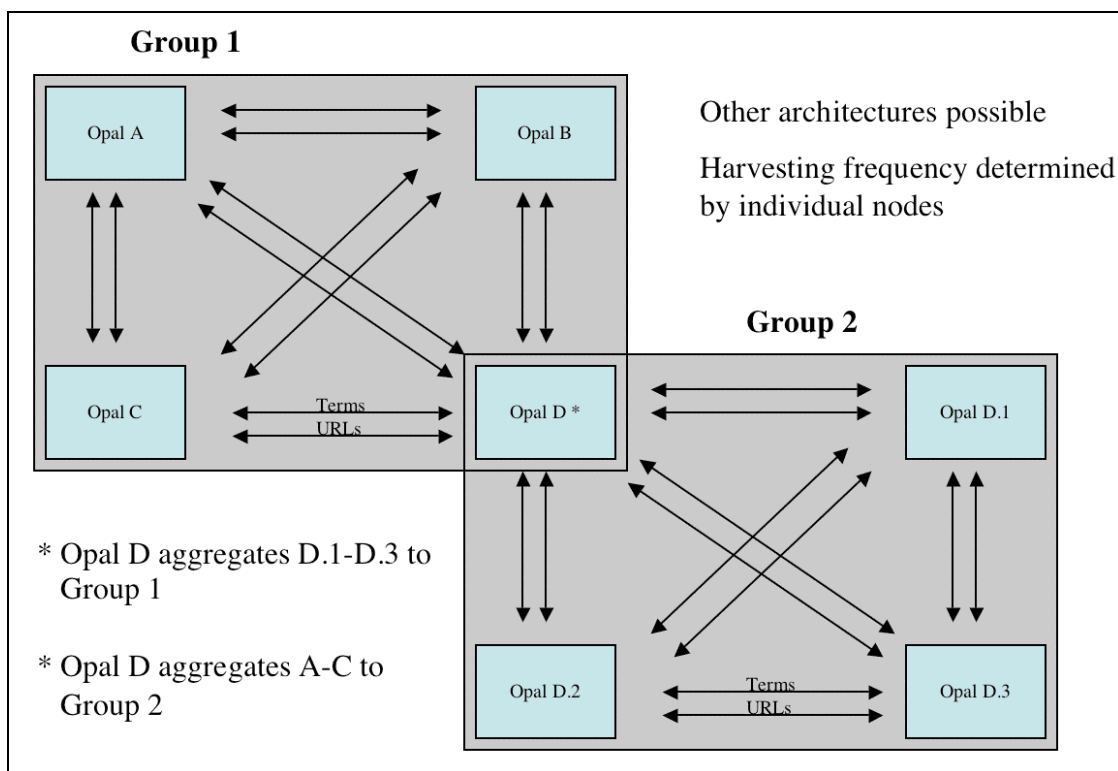 Group 1
Opal A
Opal B
Other architectures possible
Harvesting frequency determined
by individual nodes
Group 2
Opal C
Terms
URLs
Opal D *
Opal D.1
* Opal D aggregates D.1-D.3 to
Group 1
* Opal D aggregates A-C to
Group 2
Opal D.2
Terms
URLs
Opal D.3